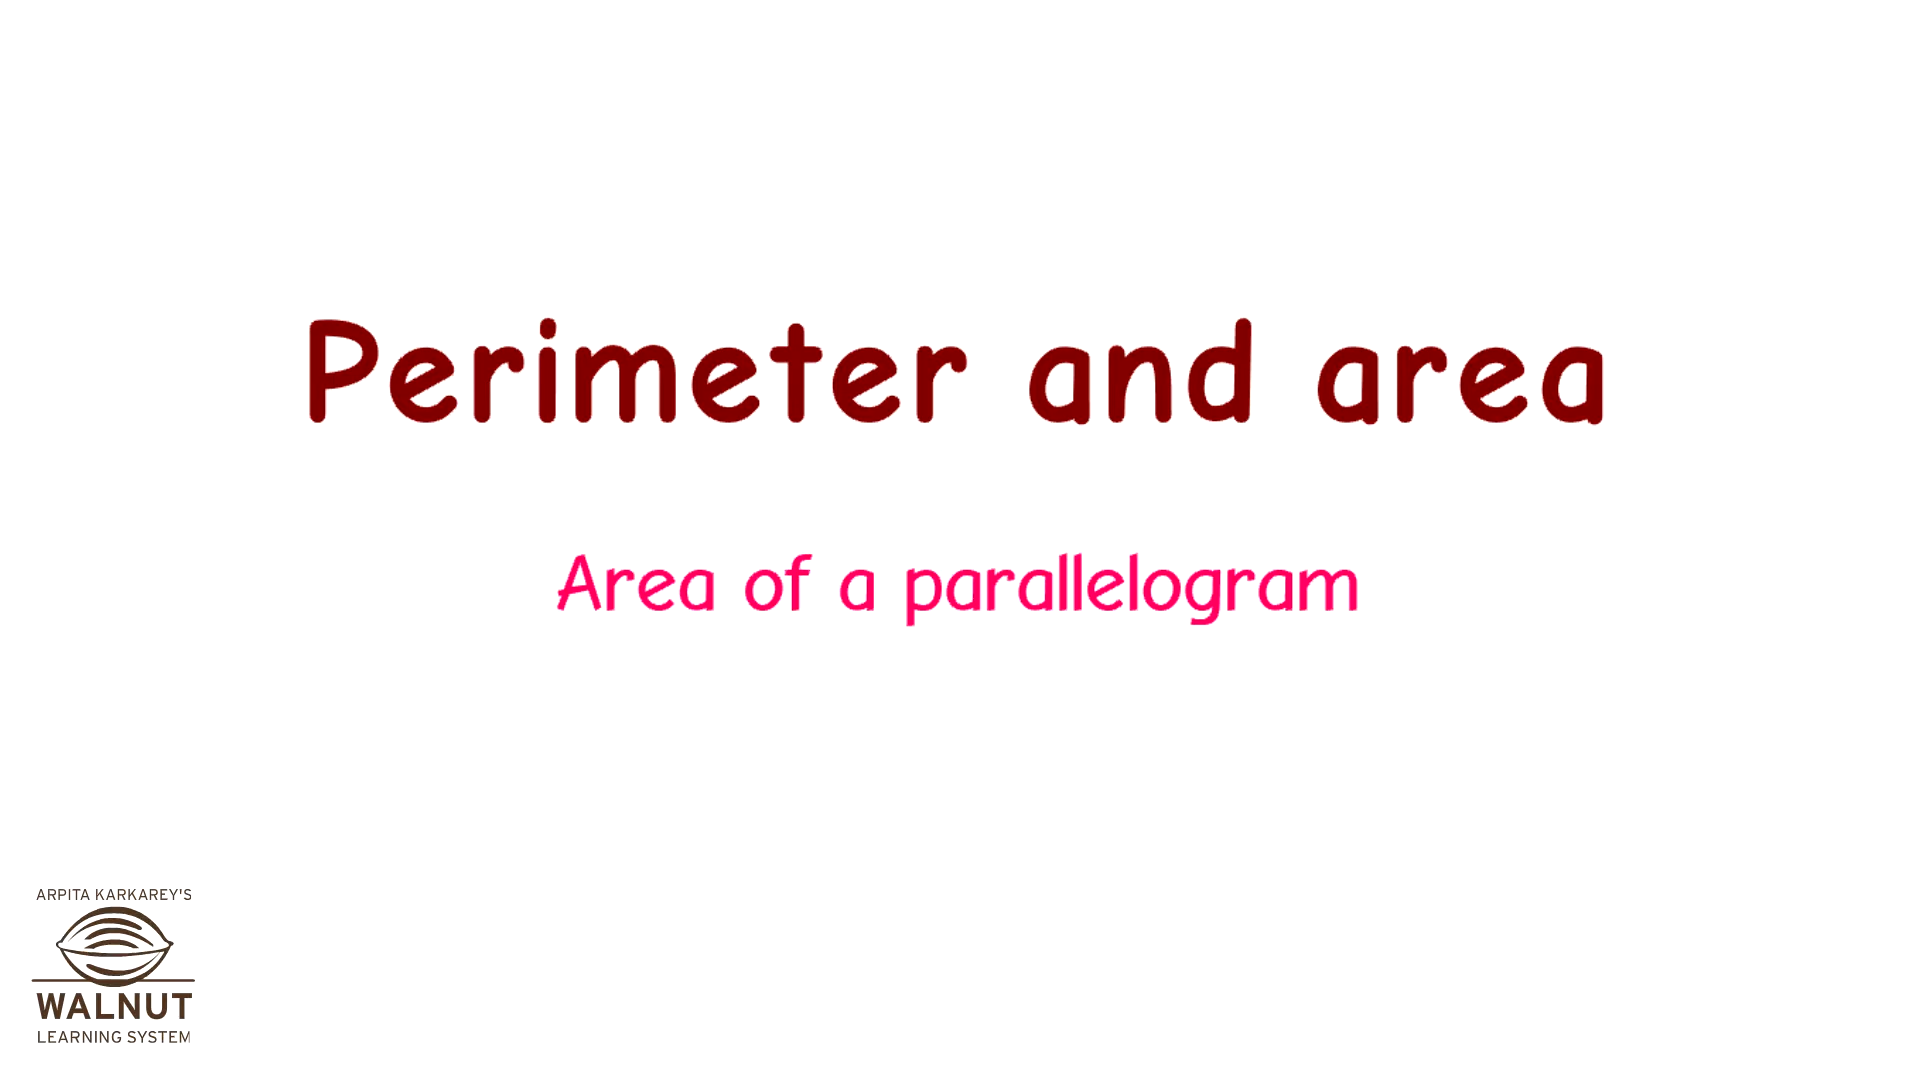 Perimeter and area
Area of a parallelogram
ARPITA KARKAREY'S
WALNUT
LEARNING SYSTEM